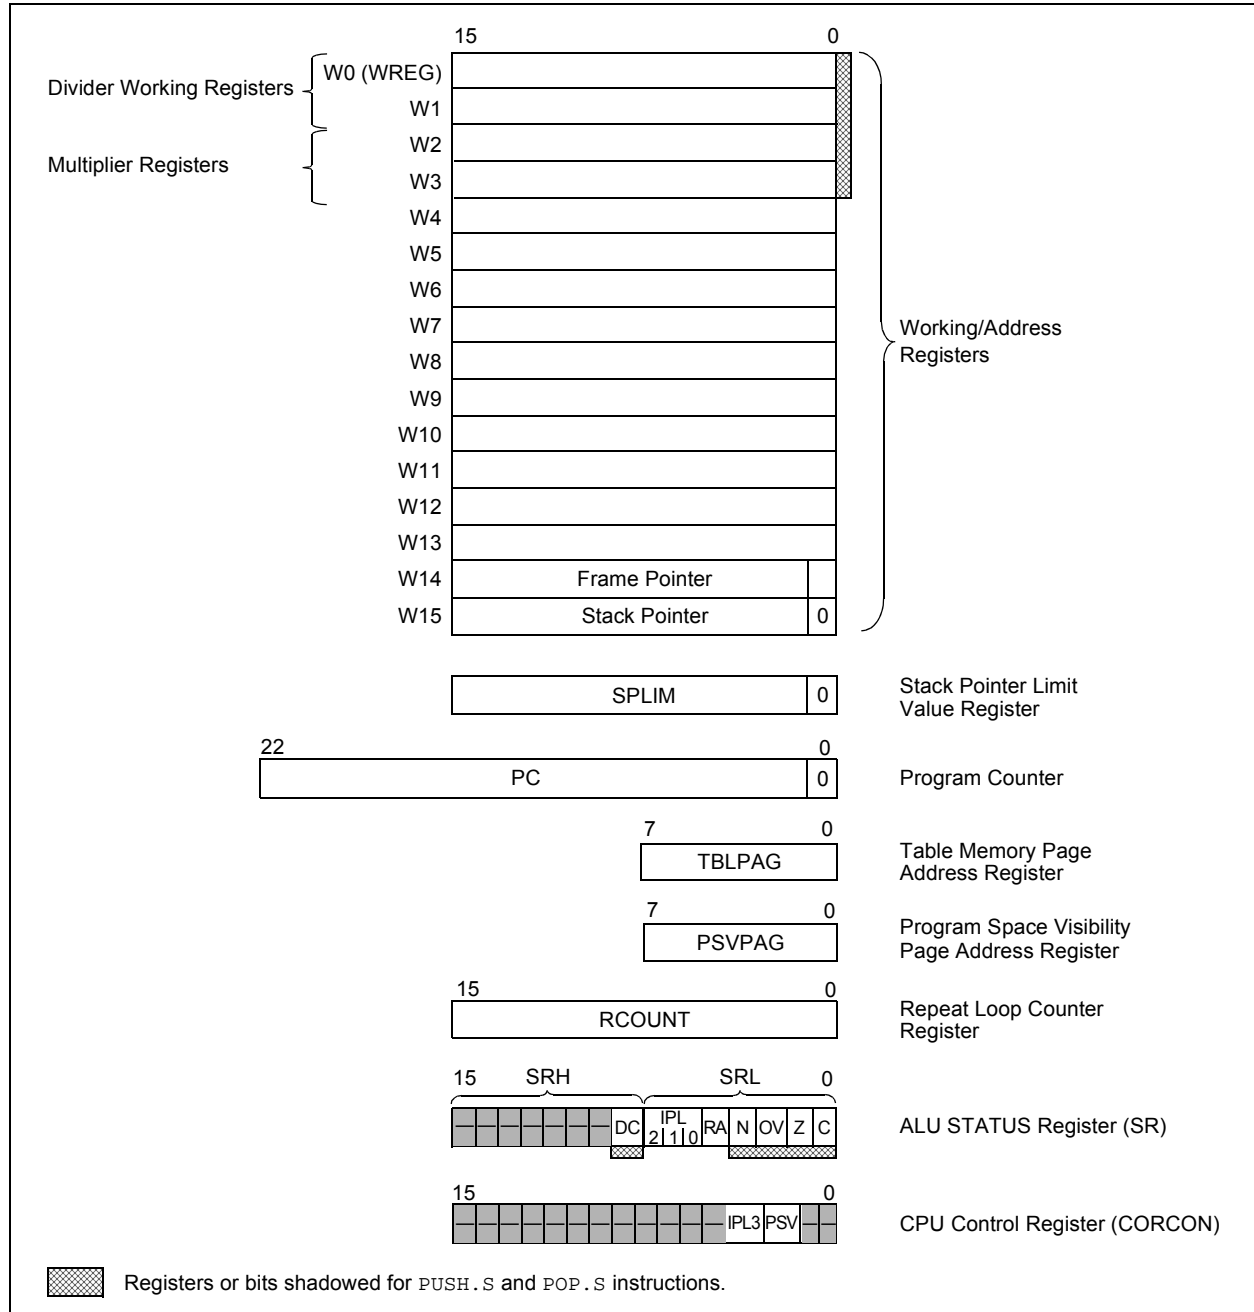 15 0
Divider Working Registers
W0 (WREG)
W1
Multiplier Registers
W2
W3
W4
W5
W6
W7
Working/Address
Registers
W8
W9
W10
W11
W12
W13
W14 Frame Pointer
W15 Stack Pointer 0
SPLIM 0
Stack Pointer Limit
Value Register
22 0
PC 0 Program Counter
7 0
TBLPAG
Table Memory Page
Address Register
7 0
PSVPAG
Program Space Visibility
Page Address Register
15 0
RCOUNT
Repeat Loop Counter
Register
15 SRH SRL 0
— — — — — — — DC IPL 2 1 0 RA N OV Z C ALU STATUS Register (SR)
15 0
— — — — — — — — — — — — IPL3 PSV — — CPU Control Register (CORCON)
Registers or bits shadowed for PUSH.S and POP.S instructions.